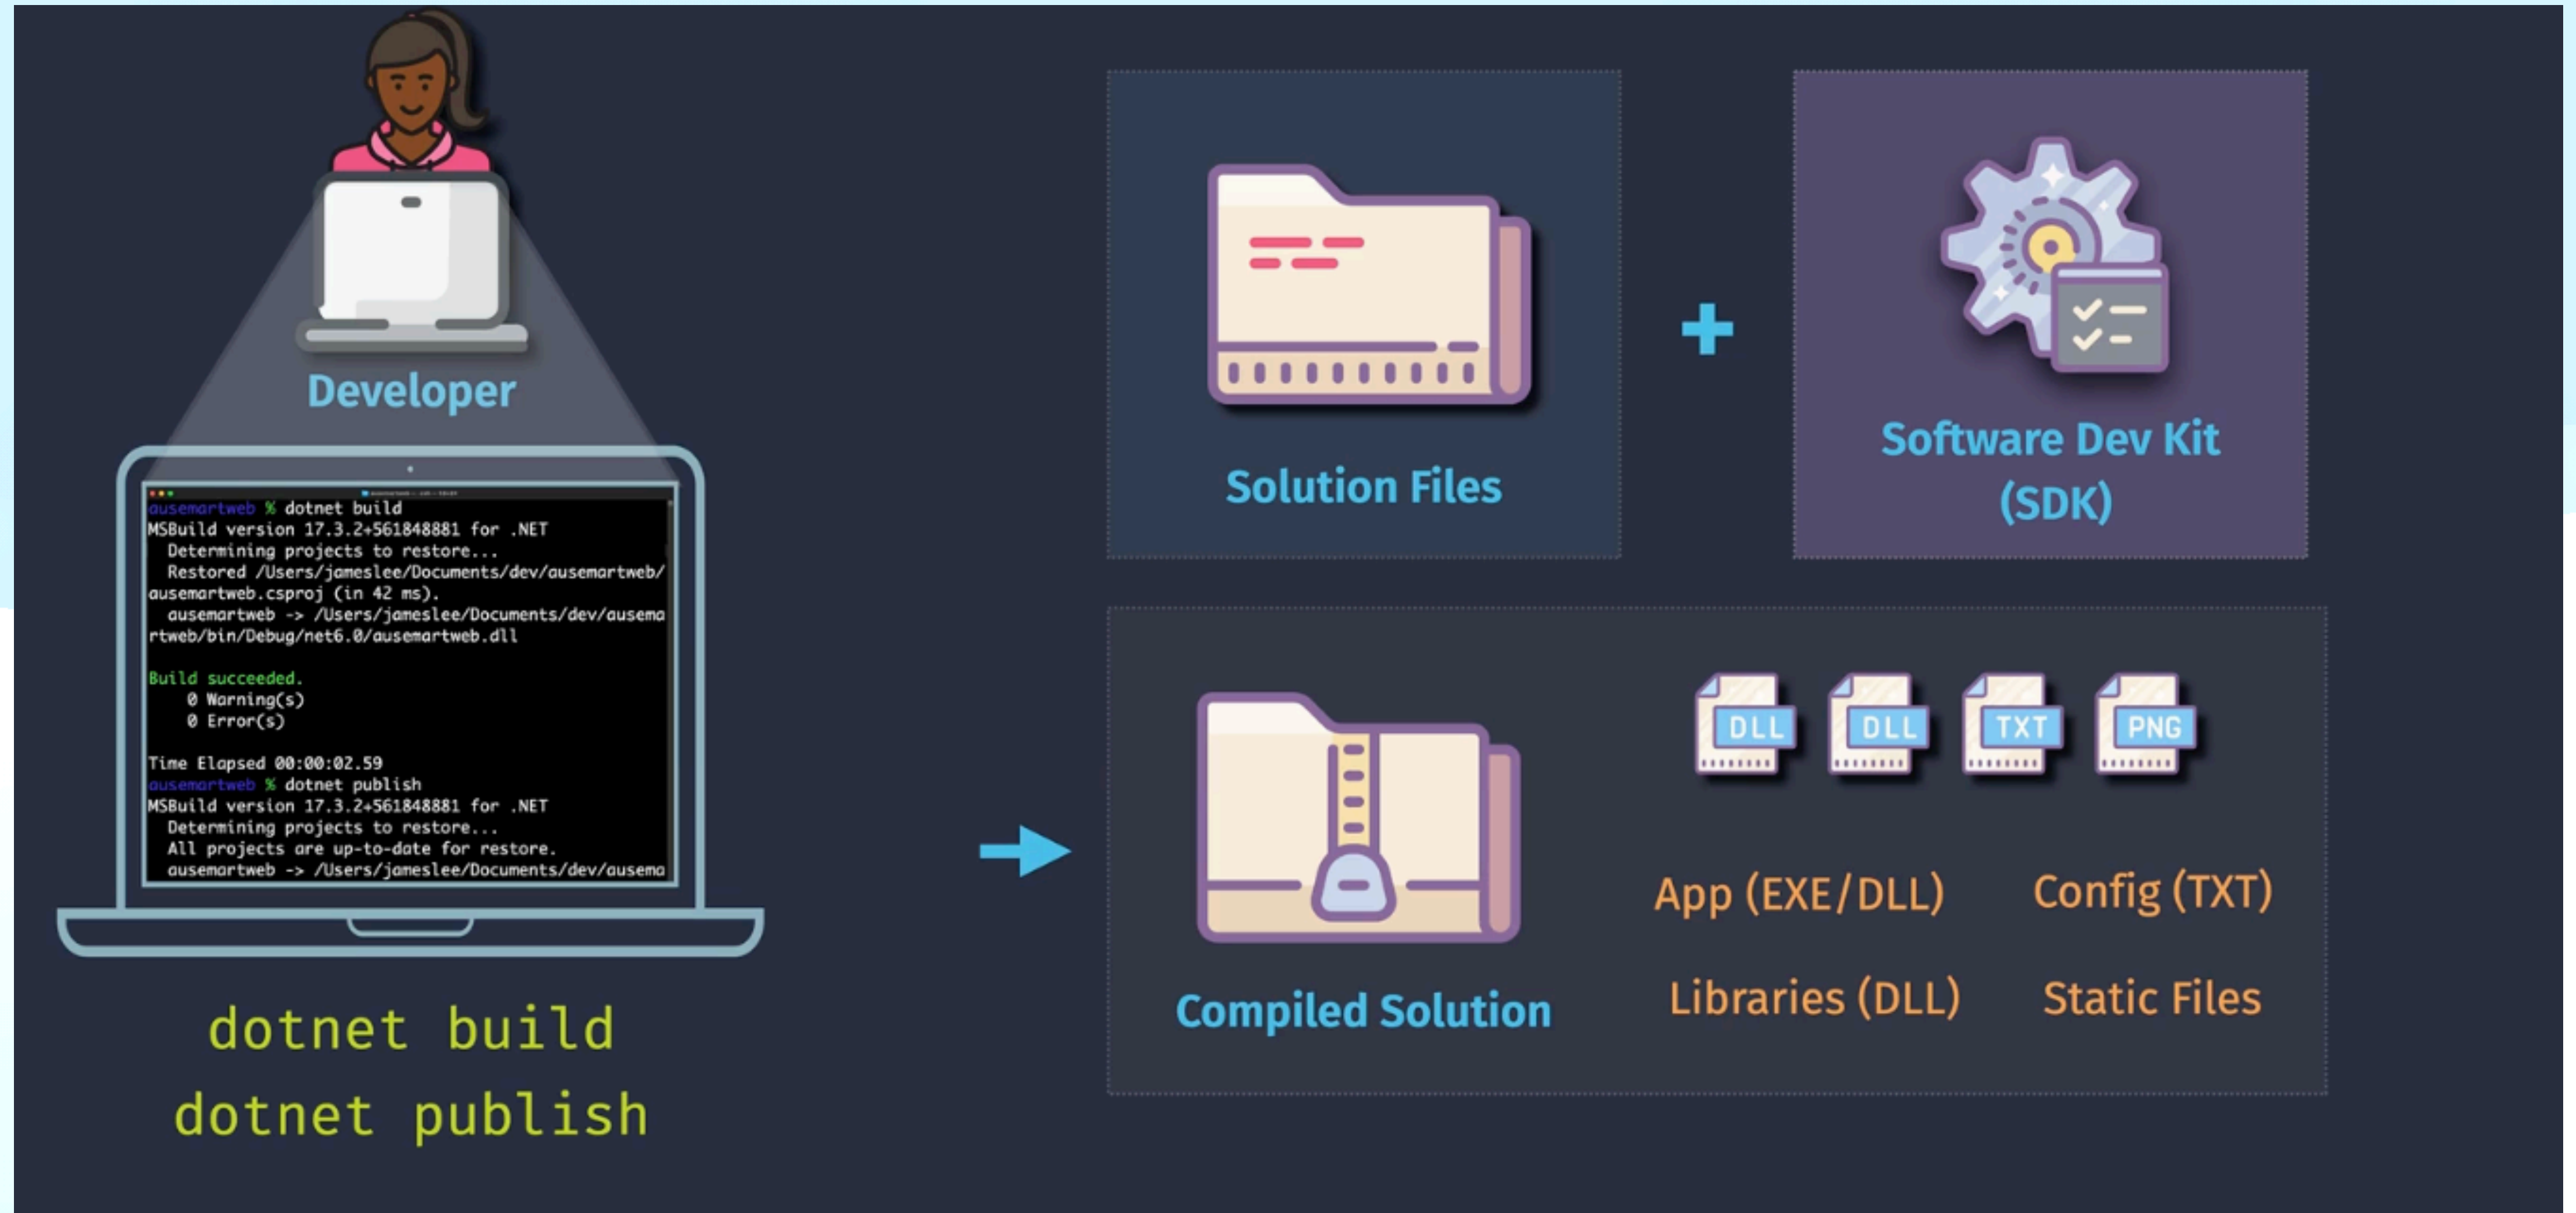 Developer
ausemartweb % dotnet build
MSBuild version 17.3.2+561848881 for .NET
Determining projects to restore...
Restored /Users/jameslee/Documents/dev/ausemartweb/
ausemartweb.csproj (in 42 ms).
ausemartweb -> /Users/jameslee/Documents/dev/ausema
rtweb/bin/Debug/net6.0/ausemartweb.dll
Build succeeded.
0 Warning(s)
0 Error(s)
Time Elapsed 00:00:02.59
ausemartweb % dotnet publish
MSBuild version 17.3.2+561848881 for .NET
Determining projects to restore...
All projects are up-to-date for restore.
ausemartweb -> /Users/jameslee/Documents/dev/ausema
dotnet build
dotnet publish
Solution Files
+
Software Dev Kit
(SDK)
Compiled Solution
DLL DLL TXT PNG
App (EXE/DLL) Config (TXT)
Libraries (DLL) Static Files